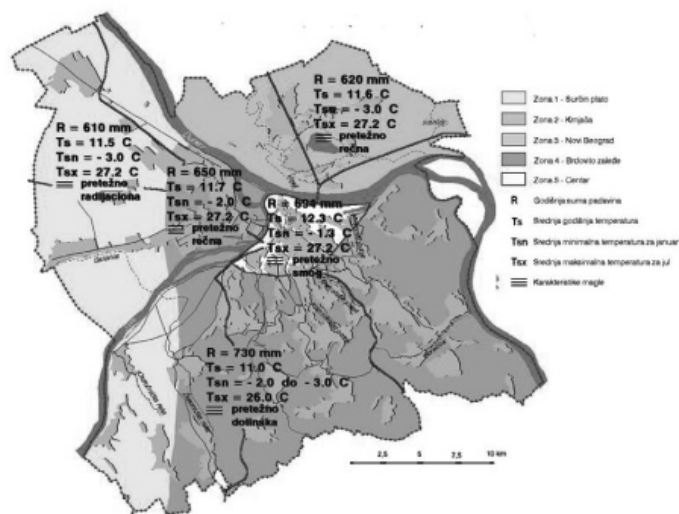 R = 620 mm
Ts = 11.6 C
Tsn = - 3.0 C
Tsx = 27.2 C
pretežno
rečna
R = 610 mm
Ts = 11.5 C
Tsn = - 3.0 C
Tsx = 27.2 C
pretežno
radijaciona
R = 650 mm
Ts = 11.7 C
Tsn = - 2.0 C
Tsx = 27.2 C
pretežno
rečna
R = 694 mm
Ts = 12.3 C
Tsn = - 1.3 C
Tsx = 27.2 C
pretežno
smog
R = 730 mm
Ts = 11.0 C
Tsn = - 2.0 do - 3.0 C
Tsx = 26.0 C
pretežno
dolinska
Zona 1 - Surčin plato
Zona 2 - Krnjača
Zona 3 - Novi Beograd
Zona 4 - Brdovito zaleđe
Zona 5 - Centar
R Godišnja suma padavina
Ts Srednja godišnja temperatura
Tsn Srednja minimalna temperatura za januar
Tsx Srednja maksimalna temperatura za jul
Karakteristike magle
2,5 5 7,5 10 km